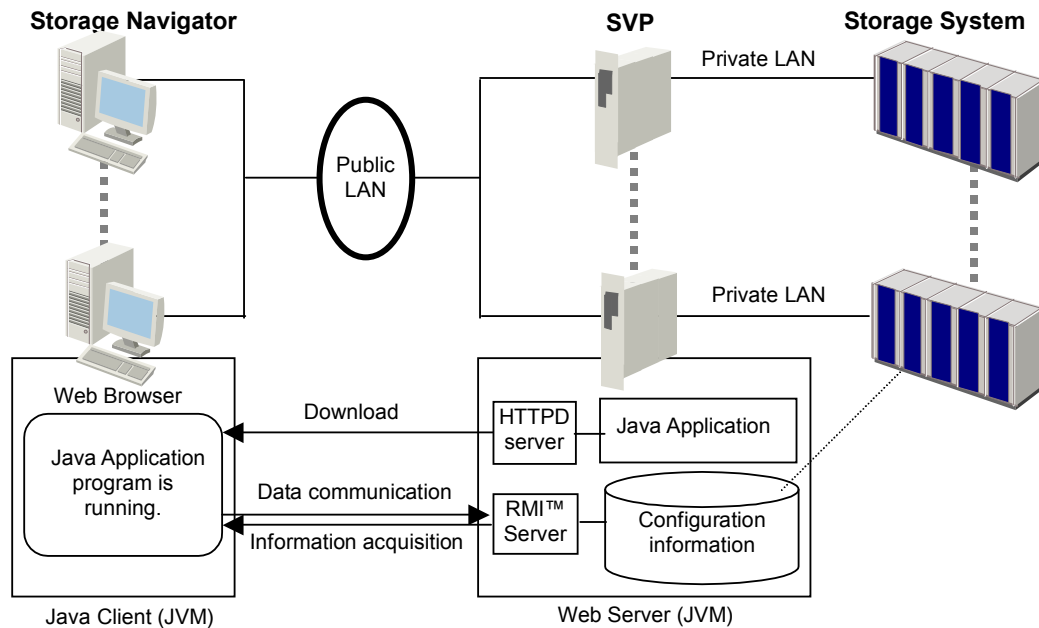 Storage Navigator
SVP
Storage System
Private LAN
Public
LAN
Private LAN
Web Browser
Java Application
program is
running.
Download
Data communication
Information acquisition
HTTPD
server
Java Application
RMI™
Server
Configuration
information
Java Client (JVM)
Web Server (JVM)